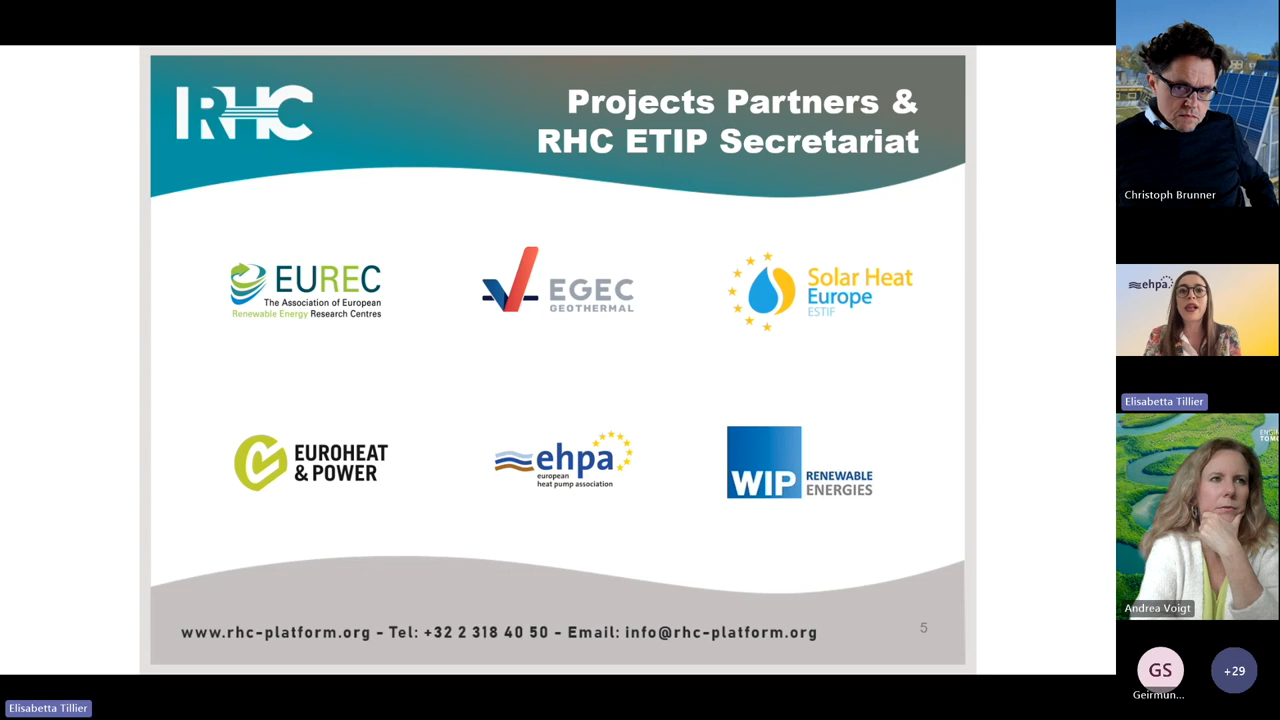 RHC
Projects Partners &
RHC ETIP Secretariat
EUREC
The Association of European
Renewable Energy Research Centres
EGEC
GEOTHERMAL
Solar Heat
Europe
ESTIF
EUROHEAT
& POWER
ehpa
european
heat pump association
WIP RENEWABLE
ENERGIES
www.rhc-platform.org - Tel: +32 2 318 40 50 - Email: info@rhc-platform.org
5
Christoph Brunner
ehpa
Elisabetta Tillier
Andrea Voigt
GS
Geirmun...
+29
Elisabetta Tillier